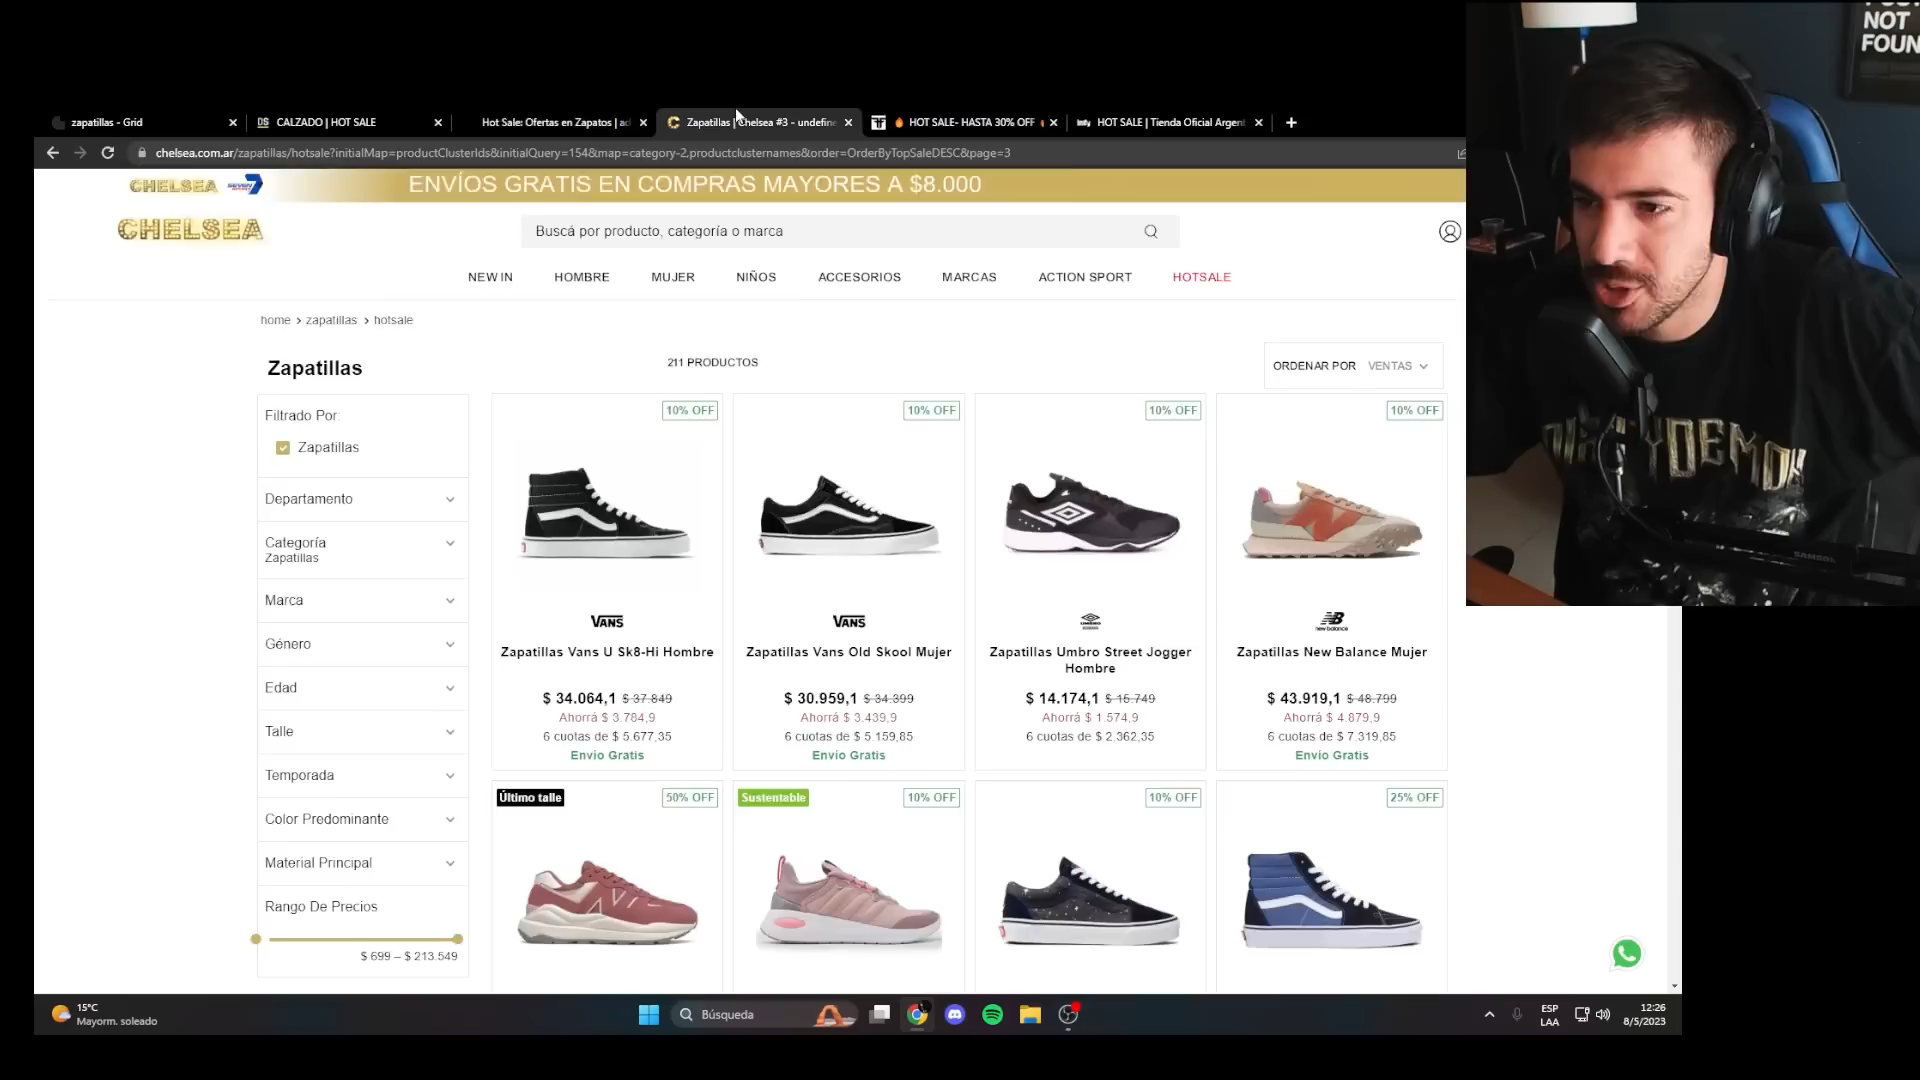 NOT
FOUN
zapatillas - Grid
DS CALZADO | HOT SALE
Hot Sale: Ofertas en Zapatos | ad
Zapatillas | Chelsea #3 - undefine
HOT SALE- HASTA 30% OFF
HOT SALE | Tienda Oficial Argent
chelsea.com.ar/zapatillas/hotsale?initialMap=productClusterIds&initialQuery=154&map=category-2,productclusternames&order=OrderByTopSaleDESC&page=3
CHELSEA SEVEN 7 ENVÍOS GRATIS EN COMPRAS MAYORES A $8.000
CHELSEA
Buscá por producto, categoría o marca
NEW IN HOMBRE MUJER NIÑOS ACCESORIOS MARCAS ACTION SPORT HOTSALE
home > zapatillas > hotsale
Zapatillas
211 PRODUCTOS
ORDENAR POR VENTAS
Filtrado Por:
Zapatillas
Departamento
Categoría
Zapatillas
Marca
Género
Edad
Talle
Temporada
Color Predominante
Material Principal
Rango De Precios
$ 699 – $ 213.549
10% OFF
VANS
Zapatillas Vans U Sk8-Hi Hombre
$ 34.064,1 $ 37.849
Ahorrá $ 3.784,9
6 cuotas de $ 5.677,35
Envío Gratis
10% OFF
VANS
Zapatillas Vans Old Skool Mujer
$ 30.959,1 $ 34.399
Ahorrá $ 3.439,9
6 cuotas de $ 5.159,85
Envío Gratis
10% OFF
Zapatillas Umbro Street Jogger
Hombre
$ 14.174,1 $ 15.749
Ahorrá $ 1.574,9
6 cuotas de $ 2.362,35
10% OFF
new balance
Zapatillas New Balance Mujer
$ 43.919,1 $ 48.799
Ahorrá $ 4.879,9
6 cuotas de $ 7.319,85
Envío Gratis
Último talle 50% OFF
Sustentable 10% OFF
10% OFF
25% OFF
SAMSON
15°C
Mayorm. soleado
Búsqueda
ESP
LAA
12:26
8/5/2023